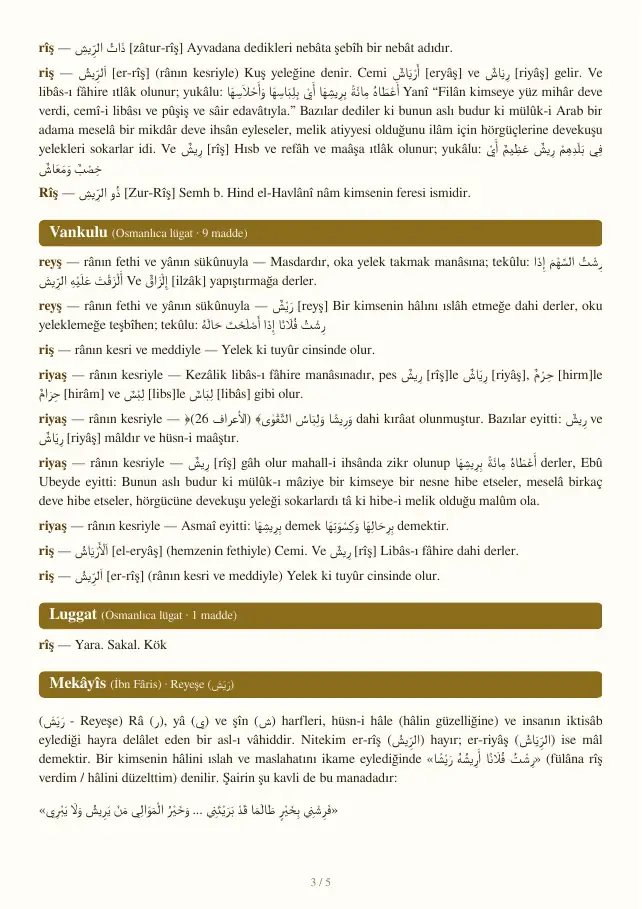 rîş — ذَاتُ الرِّيشِ [zâtur-rîş] Ayvadana dedikleri nebâta şebîh bir nebât adıdır.
riş — اَلرِّيشُ [er-rîş] (rânın kesriyle) Kuş yeleğine denir. Cemi أَرْيَاشٌ [eryâş] ve رِيَاشٌ [riyâş] gelir. Ve
libâs-ı fâhire ıtlâk olunur; yukâlu: أَعْطَاهُ مِائَةً بِرِيشِهَا أَيْ بِلِبَاسِهَا وَأَحْلَاسِهَا Yanî “Filân kimseye yüz mihâr deve
verdi, cemî-i libâsı ve pûşiş ve sâir edavâtıyla.” Bazılar dediler ki bunun aslı budur ki mülûk-i Arab bir
adama meselâ bir mikdâr deve ihsân eyleseler, melik atiyyesi olduğunu ilâm için hörgüçlerine devekuşu
yelekleri sokarlar idi. Ve رِيشٌ [rîş] Hısb ve refâh ve maâşa ıtlâk olunur; yukâlu: فِي بَلَدِهِمْ رِيشٌ عَظِيمٌ أَيْ
خِصْبٌ وَمَعَاشٌ
Rîş — ذُو الرِّيشِ [Zur-Rîş] Semh b. Hind el-Havlânî nâm kimsenin feresi ismidir.
Vankulu (Osmanlıca lügat · 9 madde)
reyş — rânın fethi ve yânın sükûnuyla — Masdardır, oka yelek takmak manâsına; tekûlu: رِشْتُ السَّهْمَ إِذَا
أَلْزَقْتَ عَلَيْهِ الرِّيشَ Ve إِلْزَاقٌ [ilzâk] yapıştırmağa derler.
reyş — rânın fethi ve yânın sükûnuyla — رَيْشٌ [reyş] Bir kimsenin hâlını ıslâh etmeğe dahi derler, oku
yeleklemeğe teşbîhen; tekûlu: رِشْتُ فُلَانًا إِذَا أَصْلَحْتَ حَالَهُ
riş — rânın kesri ve meddiyle — Yelek ki tuyûr cinsinde olur.
riyaş — rânın kesriyle — Kezâlik libâs-ı fâhire manâsınadır, pes رِيشٌ [rîş]le رِيَاشٌ [riyâş], حِرْمٌ [hirm]le
حِرَامٌ [hirâm] ve لِبْسٌ [libs]le لِبَاسٌ [libâs] gibi olur.
riyaş — rânın kesriyle — ﴿وَرِيشًا وَلِبَاسُ التَّقْوٰى﴾ (الأعراف 26) dahi kırâat olunmuştur. Bazılar eyitti: رِيشٌ ve
رِيَاشٌ [riyâş] mâldır ve hüsn-i maâştır.
riyaş — rânın kesriyle — رِيشٌ [rîş] gâh olur mahall-i ihsânda zikr olunup أَعْطَاهُ مِائَةً بِرِيشِهَا derler, Ebû
Ubeyde eyitti: Bunun aslı budur ki mülûk-ı mâziye bir kimseye bir nesne hibe etseler, meselâ birkaç
deve hibe etseler, hörgücüne devekuşu yeleği sokarlardı tâ ki hibe-i melik olduğu malûm ola.
riyaş — rânın kesriyle — Asmaî eyitti: بِرِيشِهَا demek بِرِحَالِهَا وَكِسْوَتِهَا demektir.
riş — اَلْأَرْيَاشُ [el-eryâş] (hemzenin fethiyle) Cemi. Ve رِيشٌ [rîş] Libâs-ı fâhire dahi derler.
riş — اَلرِّيشُ [er-rîş] (rânın kesri ve meddiyle) Yelek ki tuyûr cinsinde olur.
Luggat (Osmanlıca lügat · 1 madde)
rîş — Yara. Sakal. Kök
Mekâyîs (İbn Fâris) · Reyeşe (رَيَشَ)
(رَيَشَ - Reyeşe) Râ (ر), yâ (ي) ve şîn (ش) harfleri, hüsn-i hâle (hâlin güzelliğine) ve insanın iktisâb
eylediği hayra delâlet eden bir asl-ı vâhiddir. Nitekim er-rîş (الرِّيشُ) hayır; er-riyâş (الرِّيَاشُ) ise mâl
demektir. Bir kimsenin hâlini ıslah ve maslahatını ikame eylediğinde «رِشْتُ فُلَانًا أَرِيشُهُ رَيْشًا» (fülâna rîş
verdim / hâlini düzelttim) denilir. Şairin şu kavli de bu manadadır:
«فَرِشْنِي بِخَيْرٍ طَالَمَا قَدْ بَرَيْتَنِي ... وَخَيْرُ الْمَوَالِي مَنْ يَرِيشُ وَلَا يَبْرِي»
3 / 5